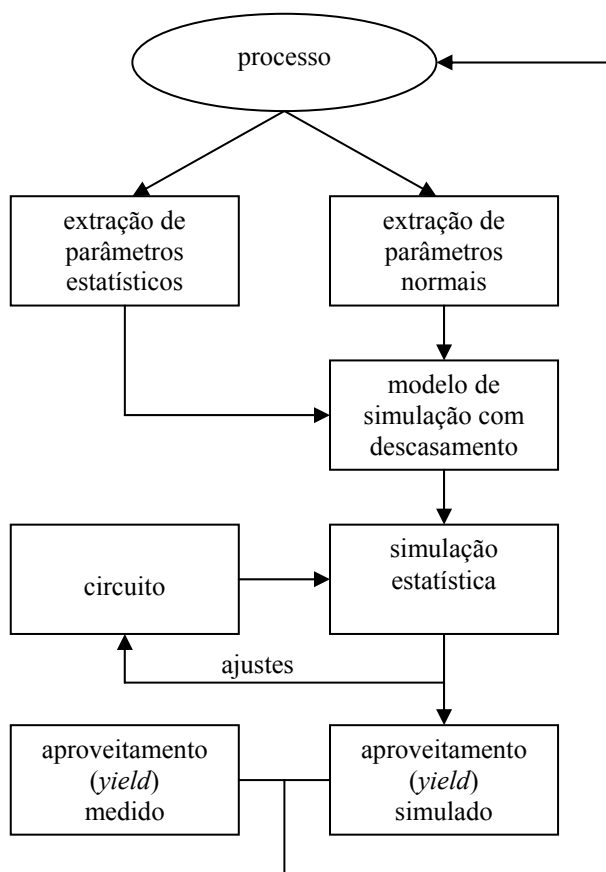 processo
extração de
parâmetros
estatísticos
extração de
parâmetros
normais
modelo de
simulação com
descasamento
circuito
simulação
estatística
ajustes
aproveitamento
(yield)
medido
aproveitamento
(yield)
simulado